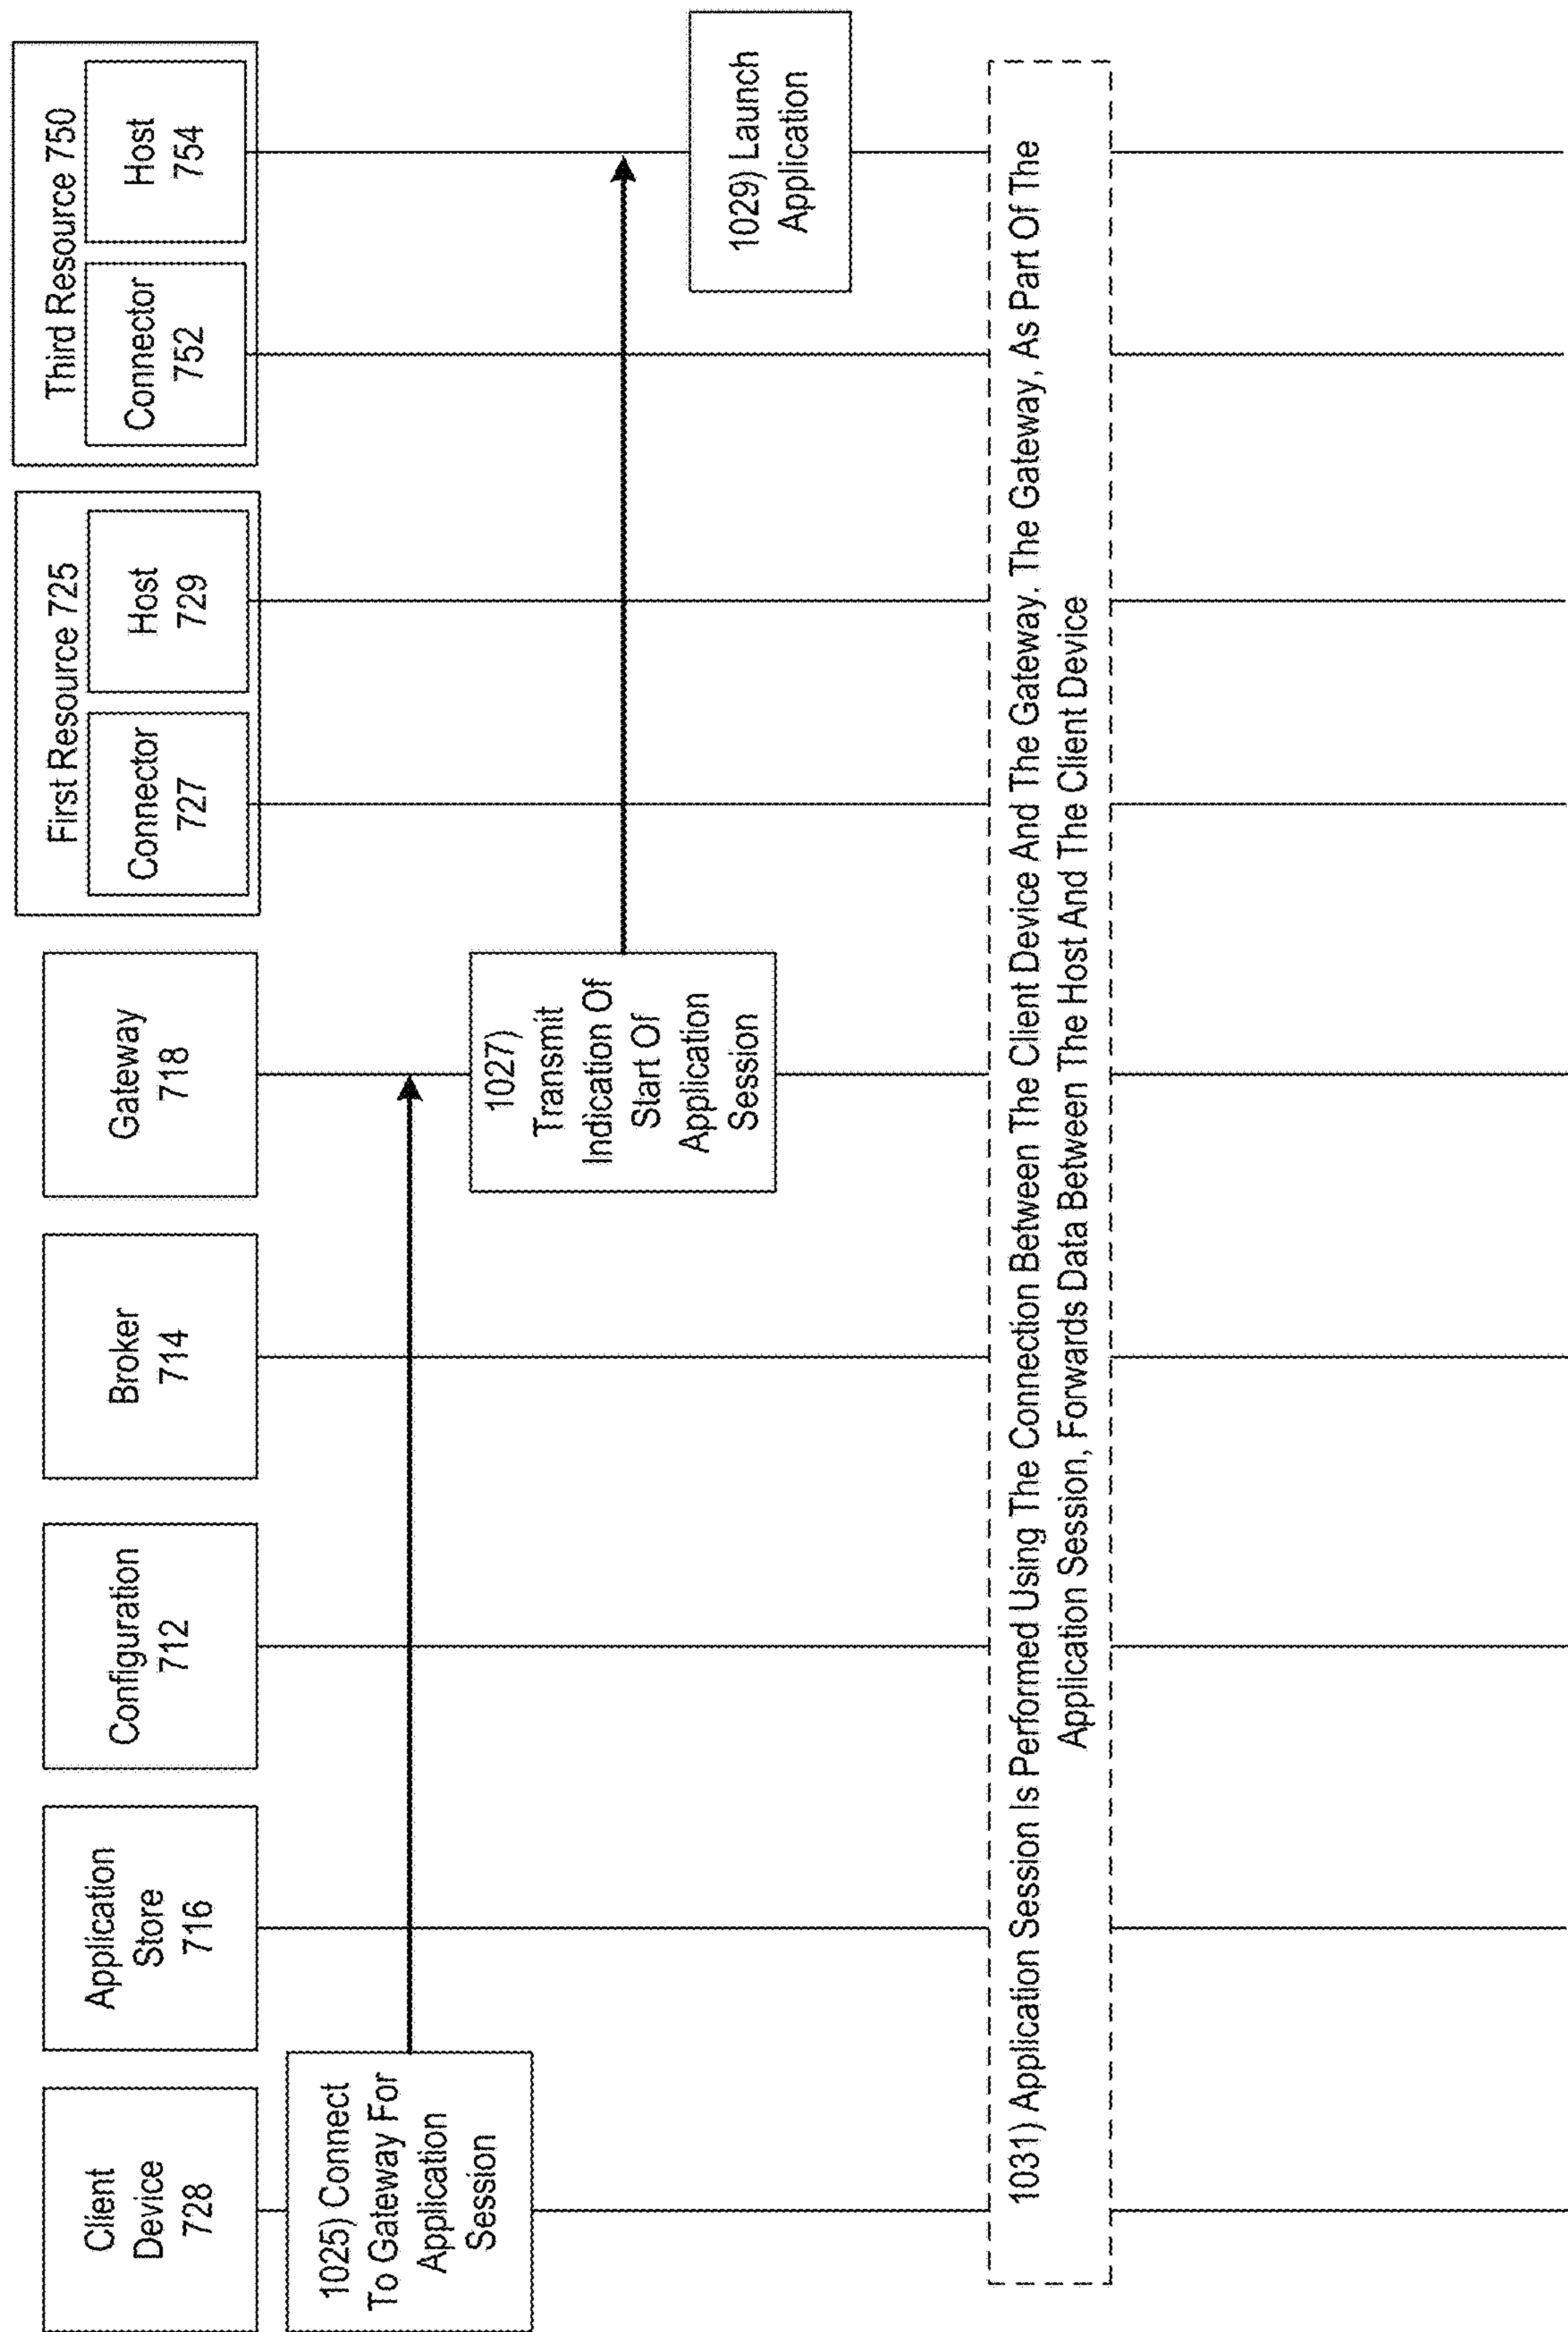 Client
Device
728
Application
Store
716
Configuration
712
Broker
714
Gateway
718
First Resource 725
Connector
727
Host
729
Third Resource 750
Connector
752
Host
754
1025) Connect
To Gateway For
Application
Session
1027)
Transmit
Indication Of
Start Of
Application
Session
1029) Launch
Application
1031) Application Session Is Performed Using The Connection Between The Client Device And The Gateway. The Gateway, As Part Of The
Application Session, Forwards Data Between The Host And The Client Device